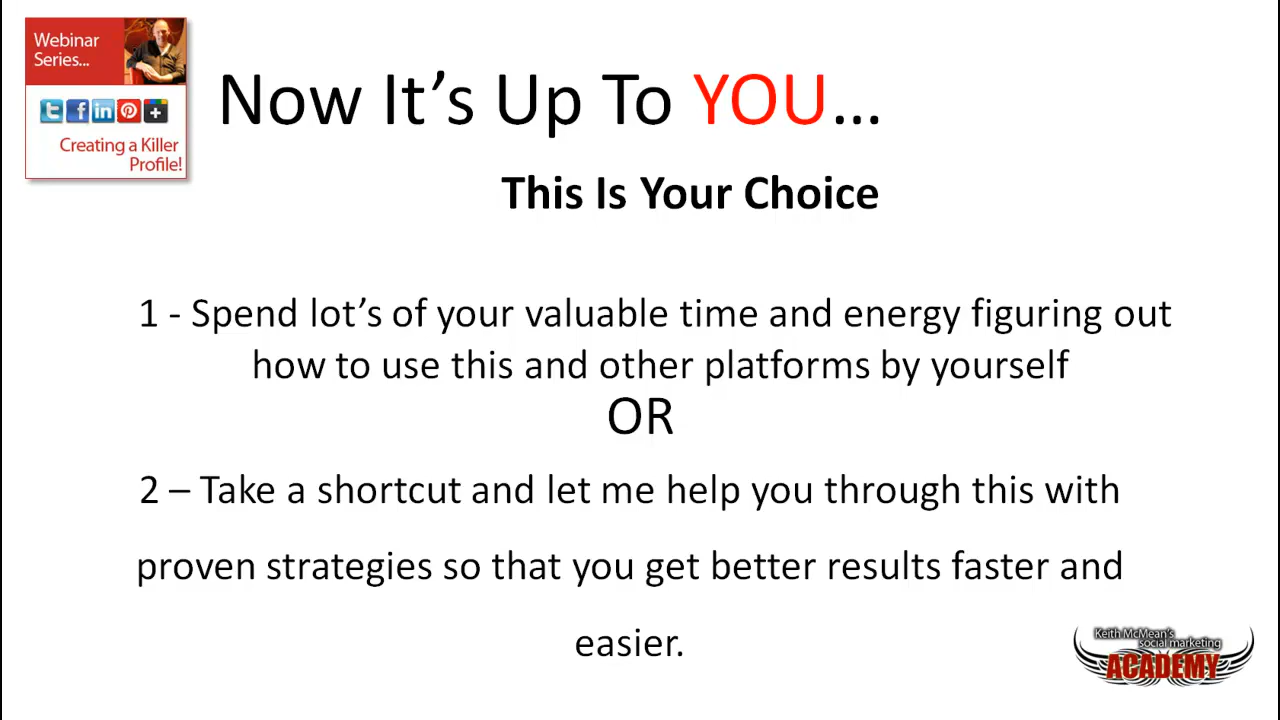 Webinar
Series...
Creating a Killer
Profile!
Now It’s Up To YOU…
This Is Your Choice
1 - Spend lot’s of your valuable time and energy figuring out
how to use this and other platforms by yourself
OR
2 – Take a shortcut and let me help you through this with
proven strategies so that you get better results faster and
easier.
Keith McMean's
social marketing
ACADEMY